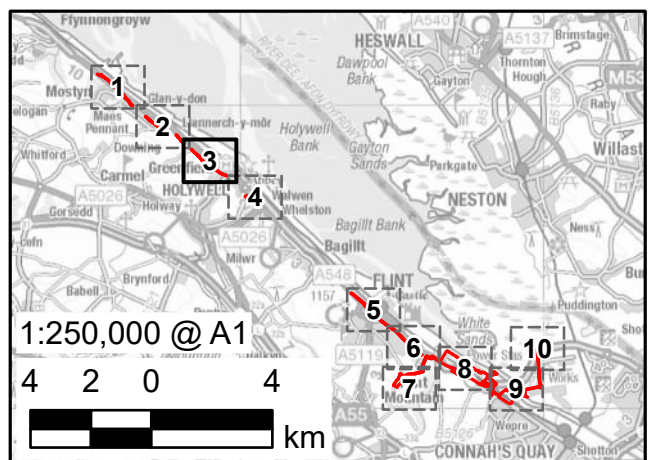 Ffynnongroyw
HESWALL
A540
A5137
Brimstage
Dawpool
Bank
Thornton
Hough
M53
Gayton
10
1
Mostyn
Glan-y-don
Raby
Maes
Pennant
2
Llannerch-y-môr
Holywell
Bank
Gayton
Sands
Whitford
Downing
3
Greenfield
Parkgate
Willast
Carmel
HOLYWELL
A5026
4
NESTON
Gorsedd
Holway
Walwen
Whelston
Ness
A5026
Bagillt Bank
Milwr
Bagillt
Brynford
A548
FLINT
Babell
1157
5
Puddington
White
Sands
1:250,000 @ A1
A5119
6
10
8
4 2 0 4
7
Mountain
9
Works
A55
km
Wepre
CONNAH'S QUAY
Shotton